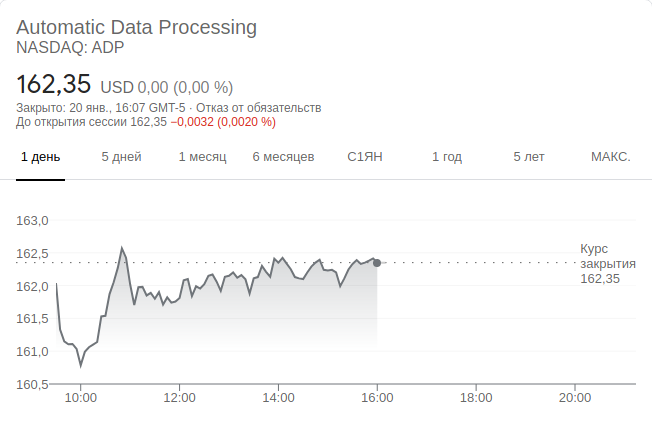 Automatic Data Processing
NASDAQ: ADP
162,35 USD 0,00 (0,00 %)
Закрыто: 20 янв., 16:07 GMT-5 · Отказ от обязательств
До открытия сессии 162,35 −0,0032 (0,0020 %)
1 день 5 дней 1 месяц 6 месяцев С1ЯН 1 год 5 лет МАКС.
163,0
162,5
162,0
161,5
161,0
160,5
Курс
закрытия
162,35
10:00 12:00 14:00 16:00 18:00 20:00